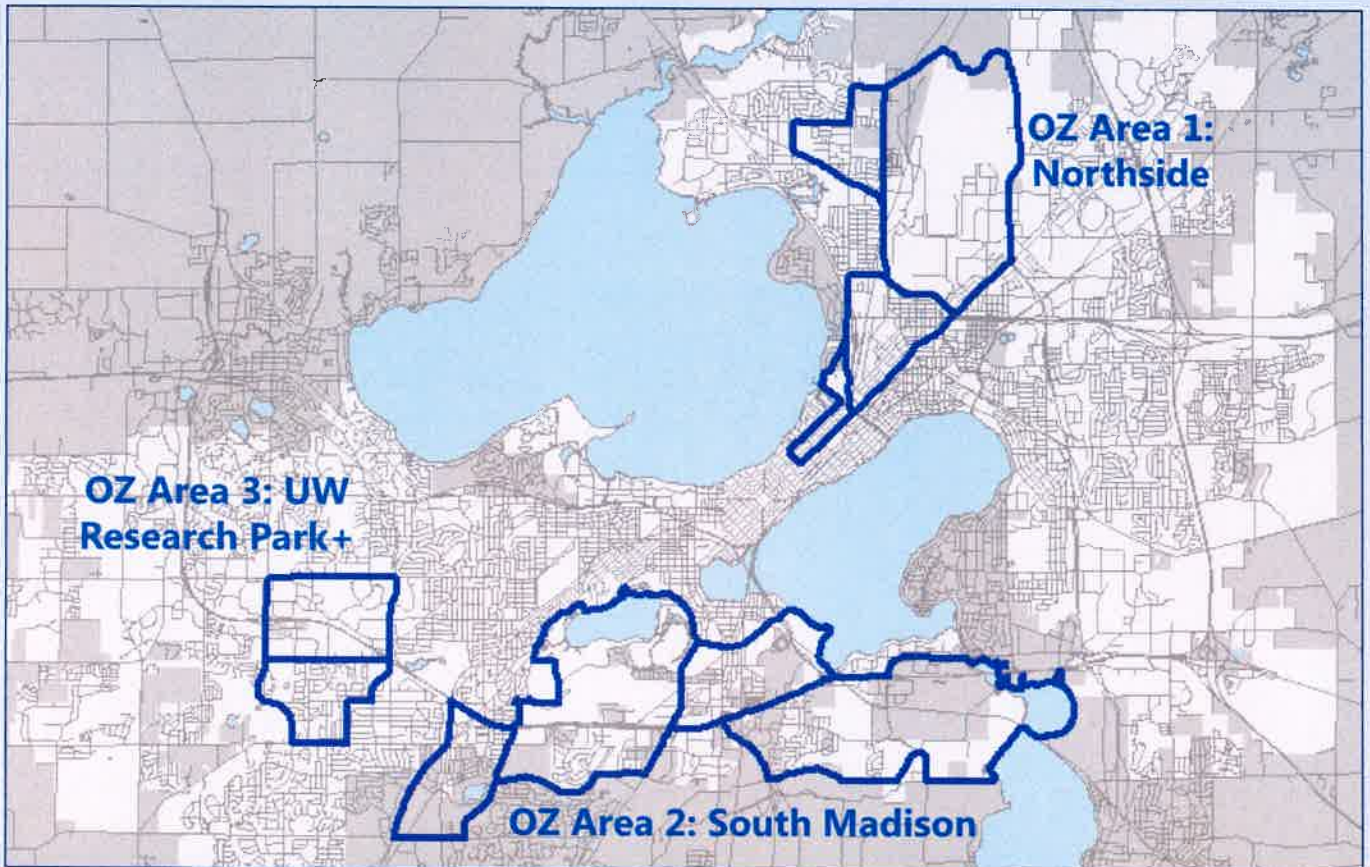 OZ Area 1:
Northside
OZ Area 3: UW
Research Park+
OZ Area 2: South Madison